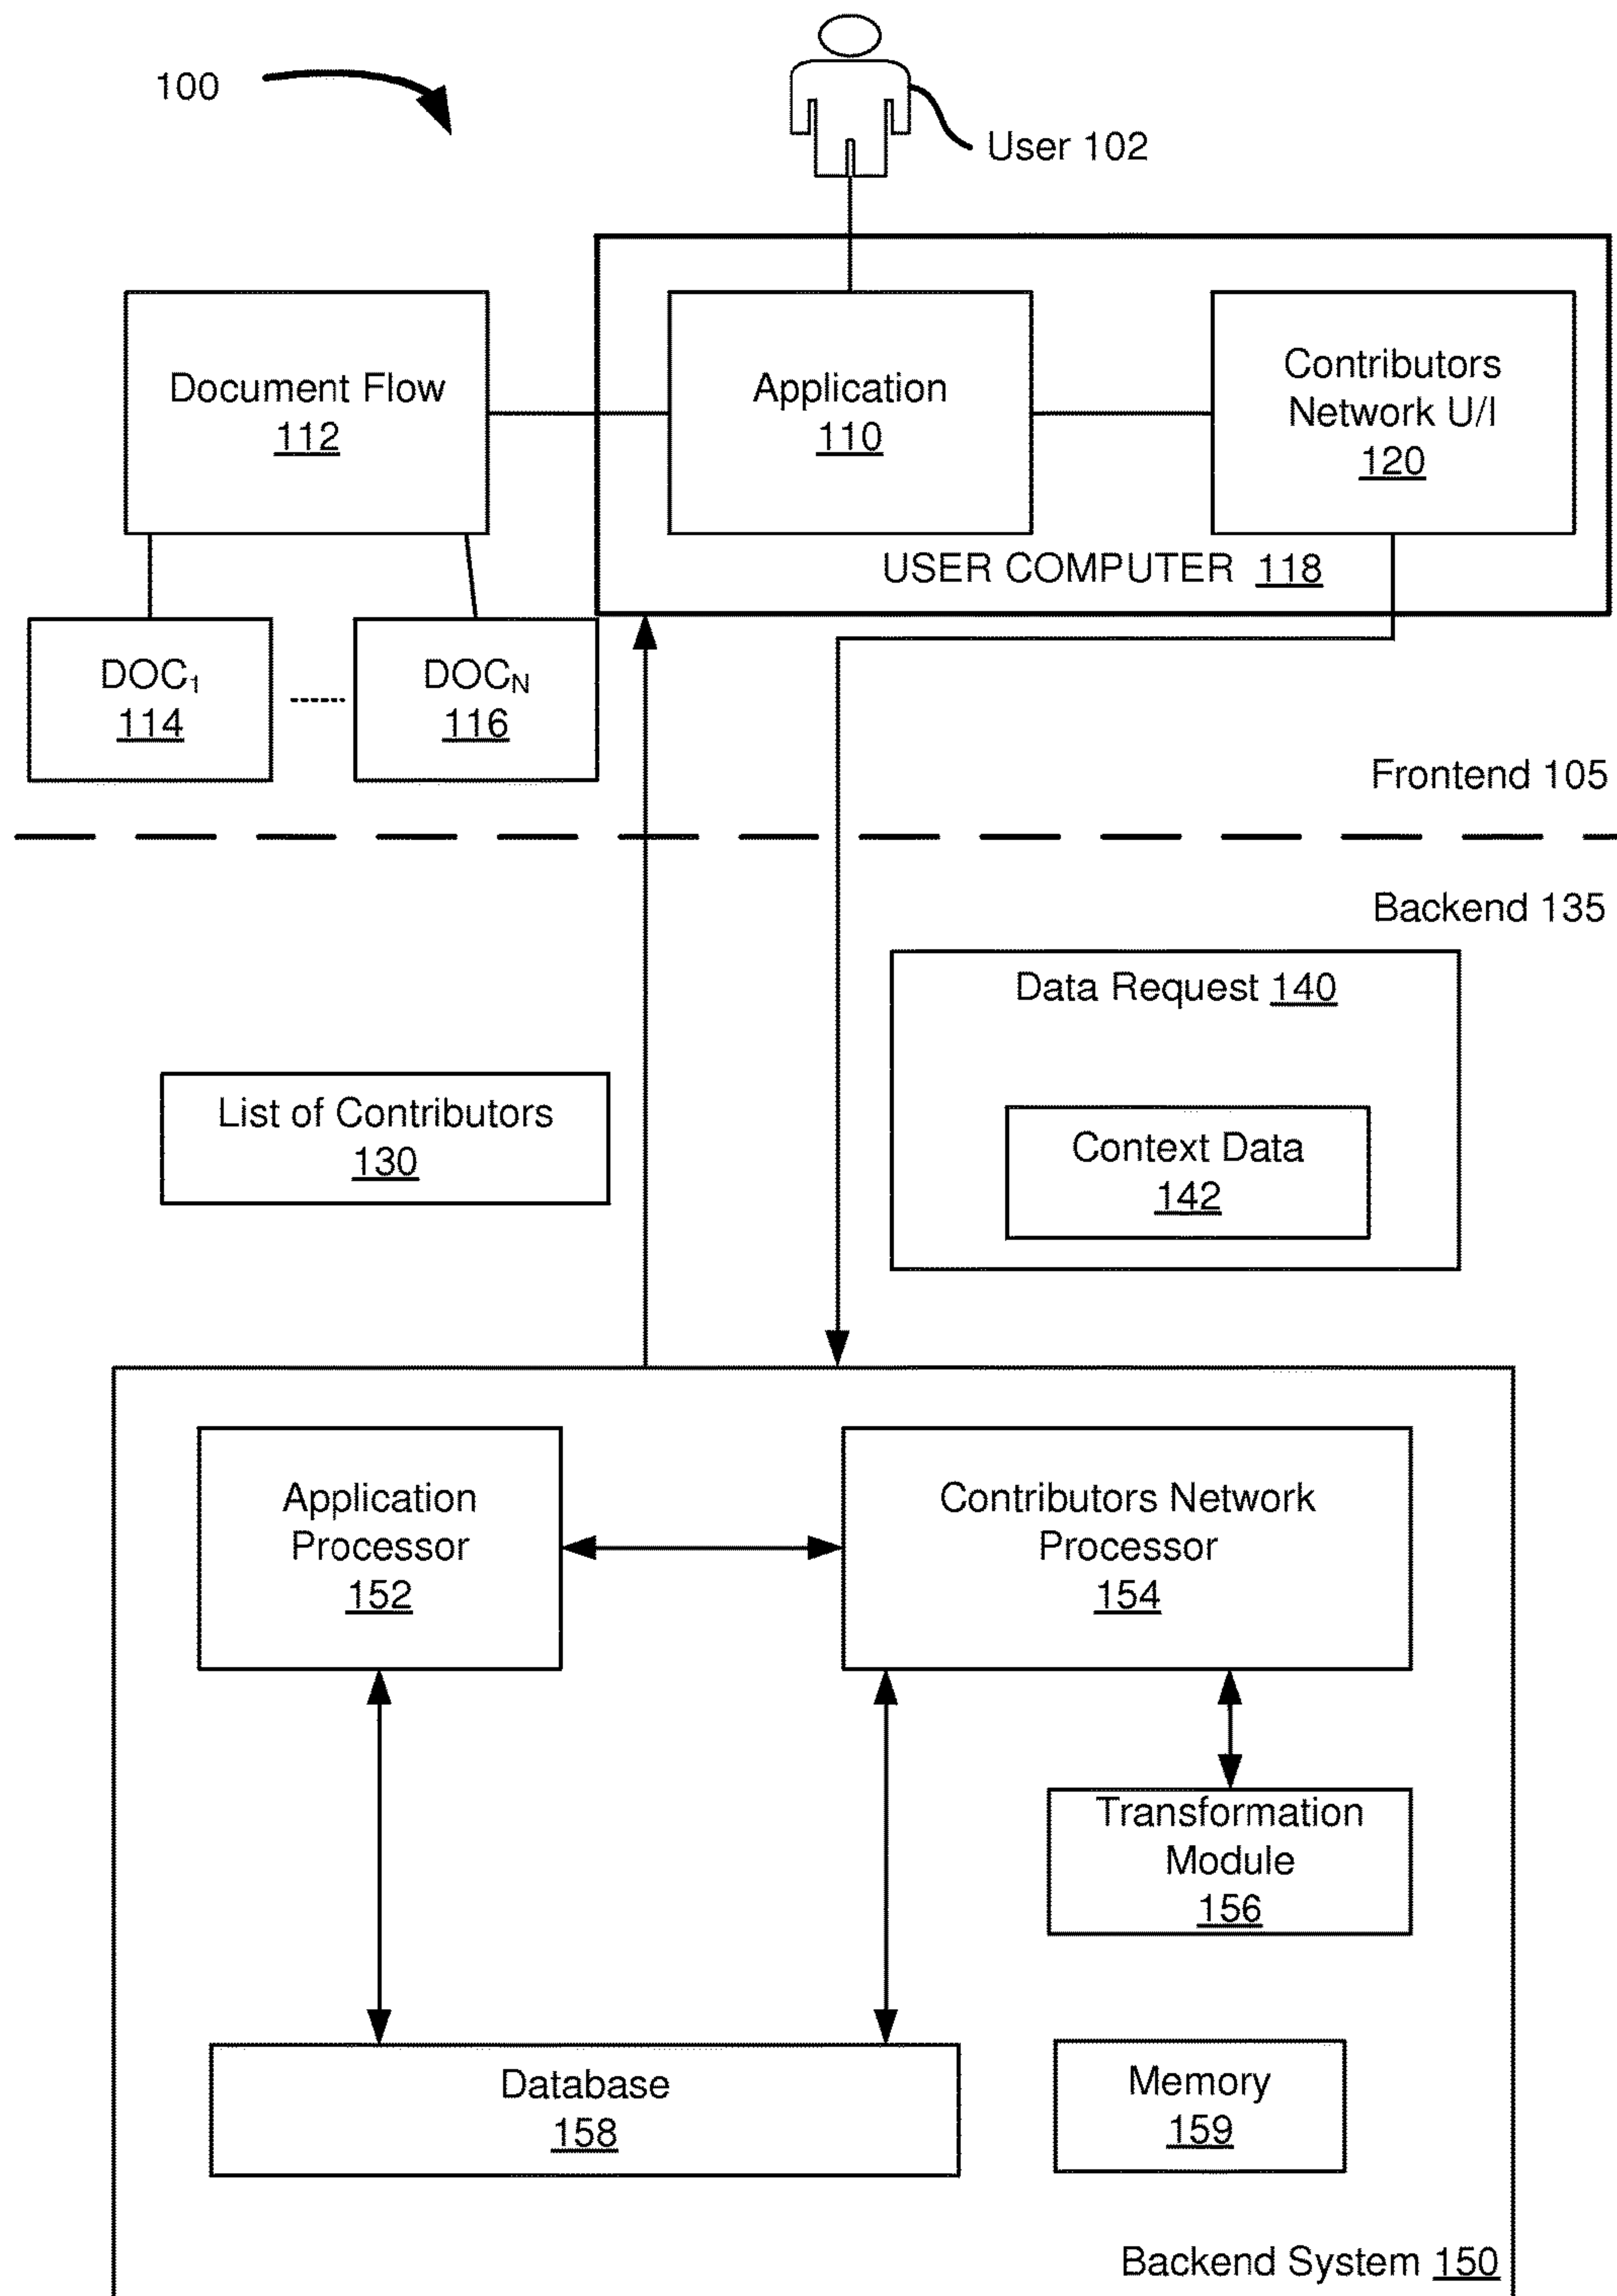 100
User 102
Document Flow
112
Application
110
Contributors
Network U/I
120
USER COMPUTER 118
DOC₁
114
DOCN
116
Frontend 105
Backend 135
Data Request 140
List of Contributors
130
Context Data
142
Application
Processor
152
Contributors Network
Processor
154
Transformation
Module
156
Database
158
Memory
159
Backend System 150